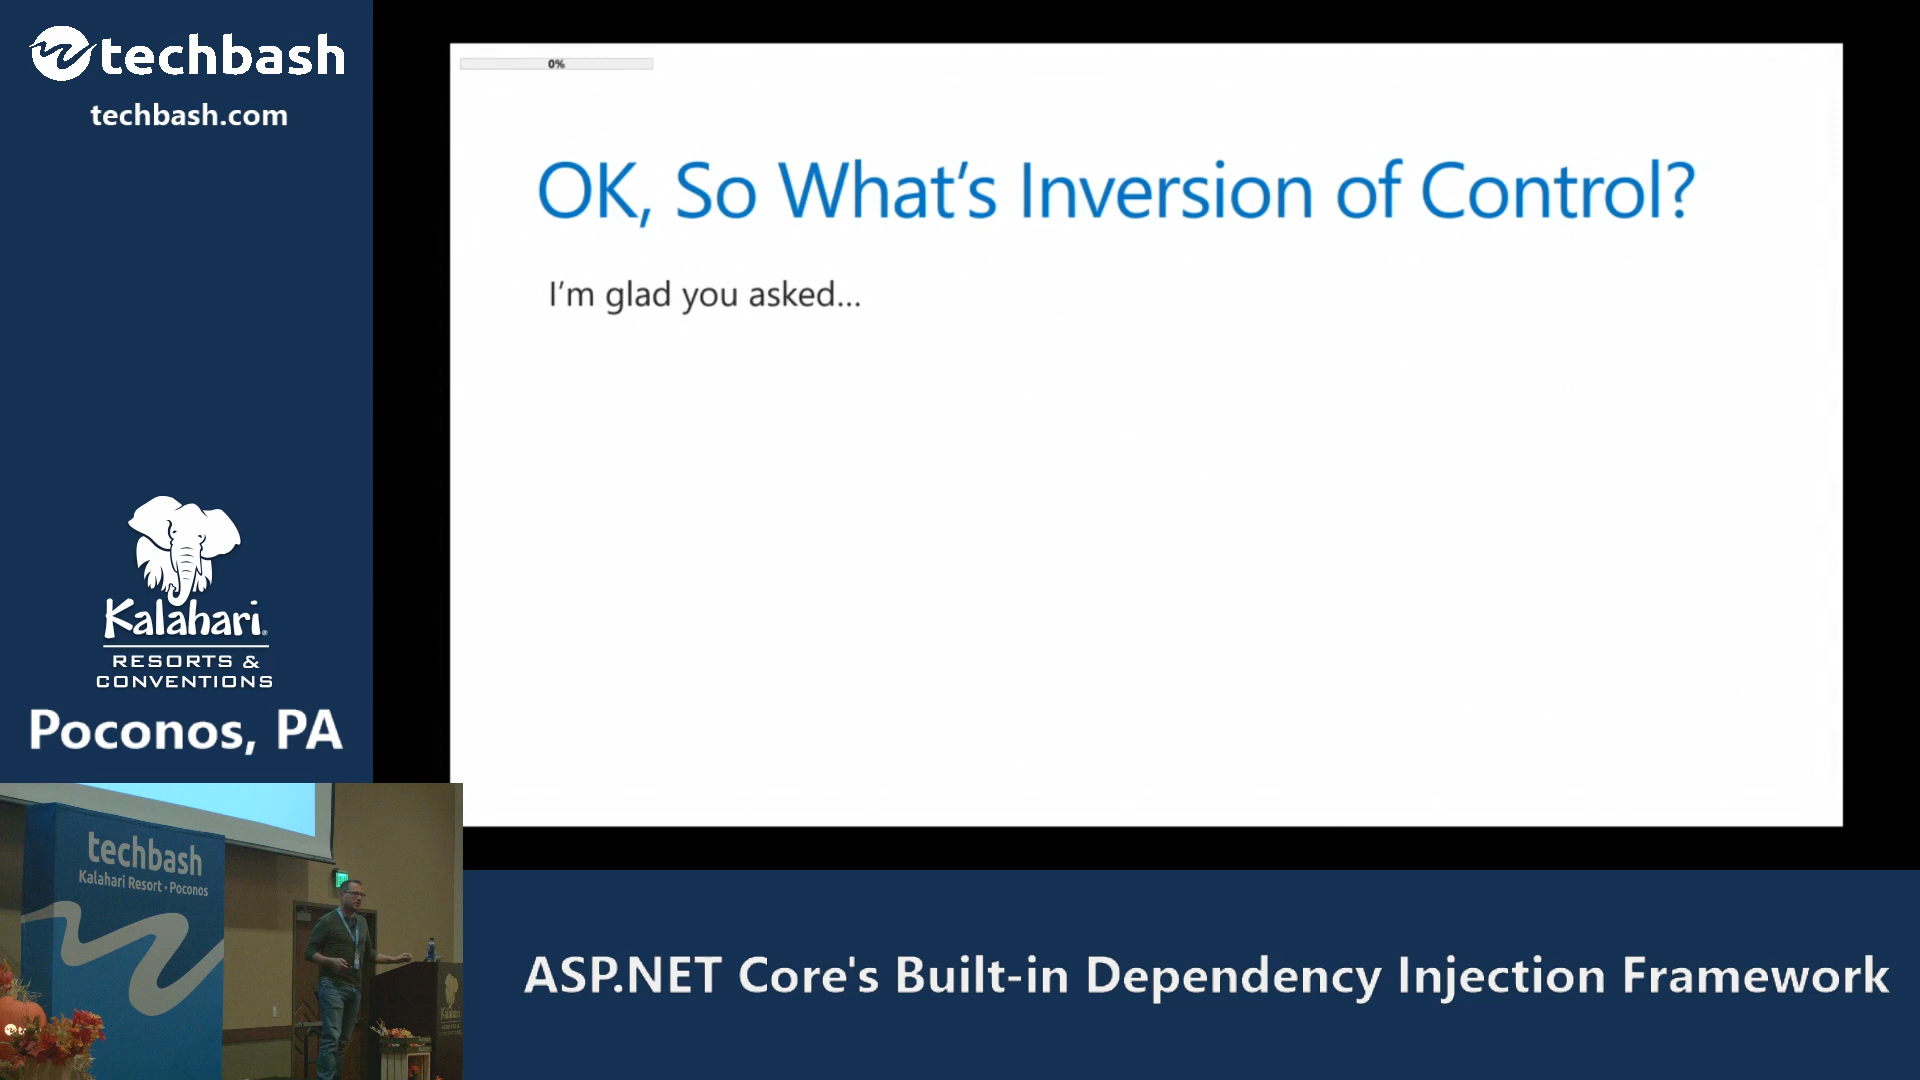 techbash
techbash.com
0%
OK, So What's Inversion of Control?
I'm glad you asked...
Kalahari
RESORTS &
CONVENTIONS
Poconos, PA
techbash
Kalahari Resort · Poconos
Kalahari
ASP.NET Core's Built-in Dependency Injection Framework